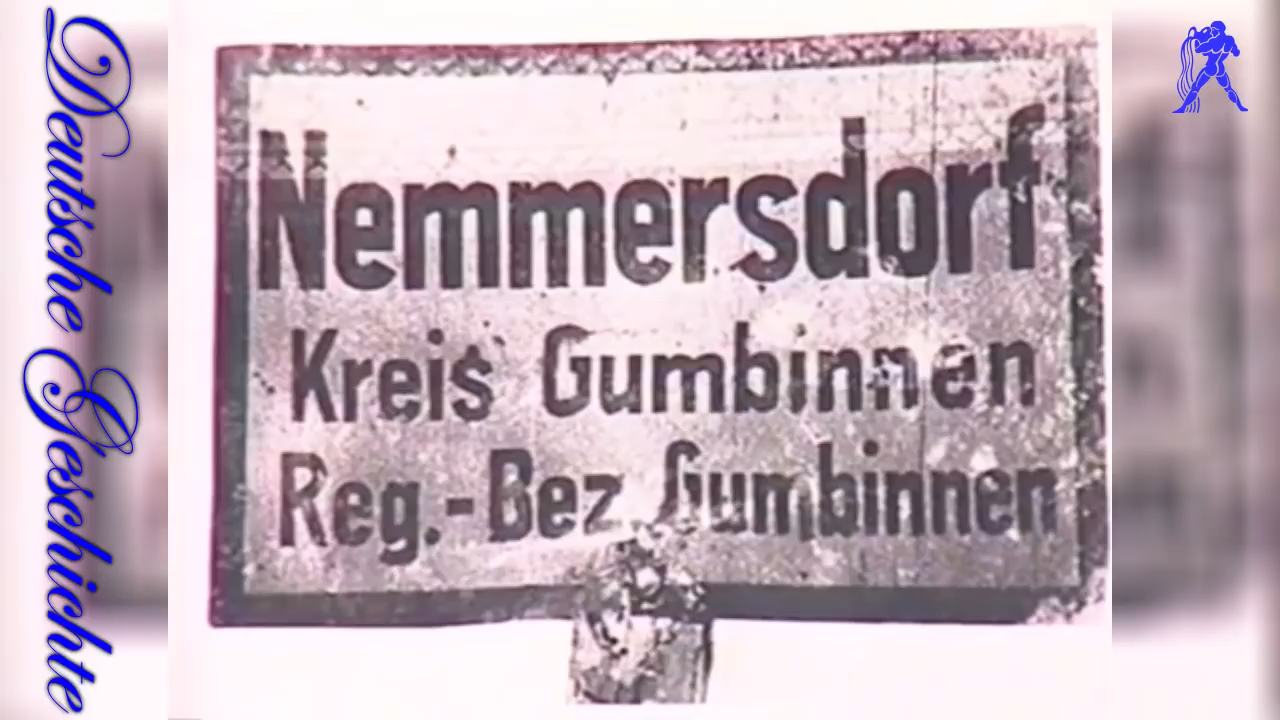 Deutsche Geschichte
Nemmersdorf
Kreis Gumbinnen
Reg.-Bez Gumbinnen